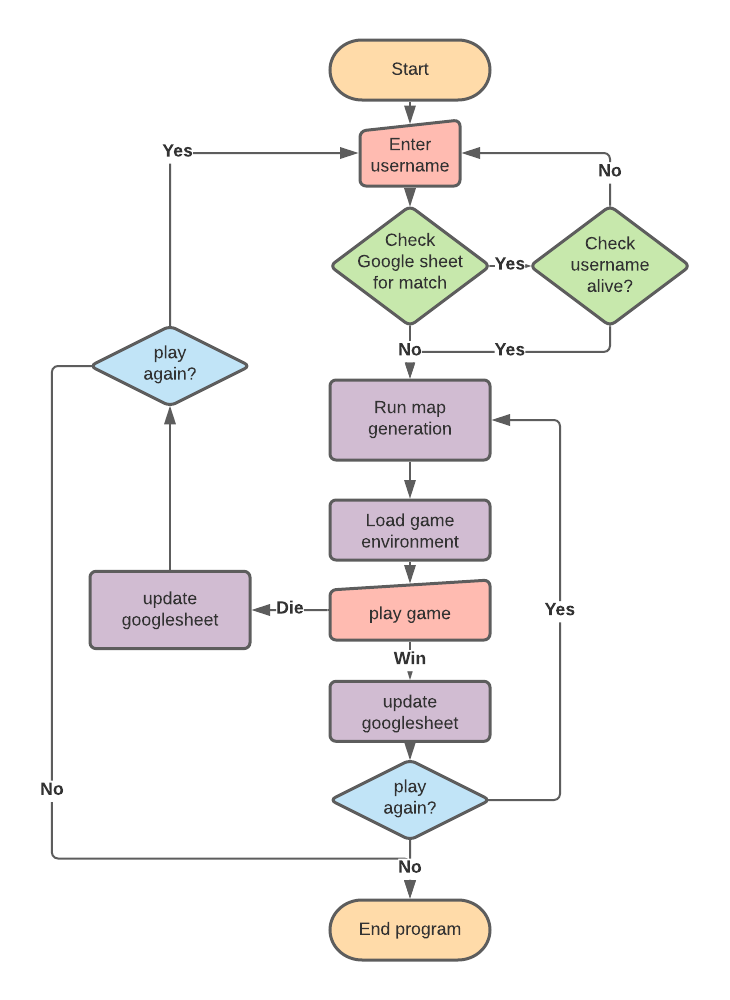 Start
Enter
username
Yes
No
Check
Google sheet
for match
Yes
Check
username
alive?
No
Yes
play
again?
Run map
generation
Load game
environment
update
googlesheet
Die
play game
Yes
Win
update
googlesheet
play
again?
No
No
End program